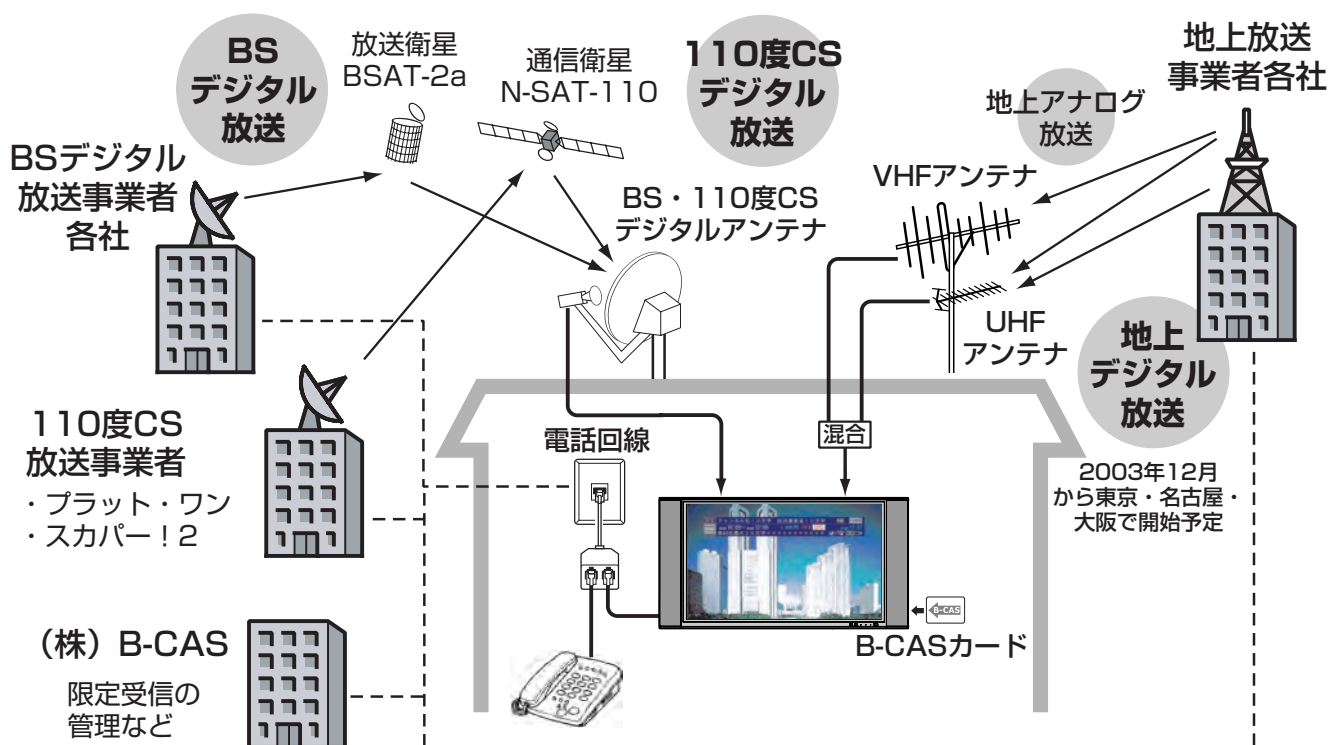 BS
デジタル
放送
放送衛星
BSAT-2a
通信衛星
N-SAT-110
110度CS
デジタル
放送
地上アナログ
放送
地上放送
事業者各社
BSデジタル
放送事業者
各社
BS・110度CS
デジタルアンテナ
VHFアンテナ
UHF
アンテナ
地上
デジタル
放送
2003年12月
から東京・名古屋・
大阪で開始予定
110度CS
放送事業者
・プラット・ワン
・スカパー！2
電話回線
混合
B-CAS
B-CASカード
（株）B-CAS
限定受信の
管理など